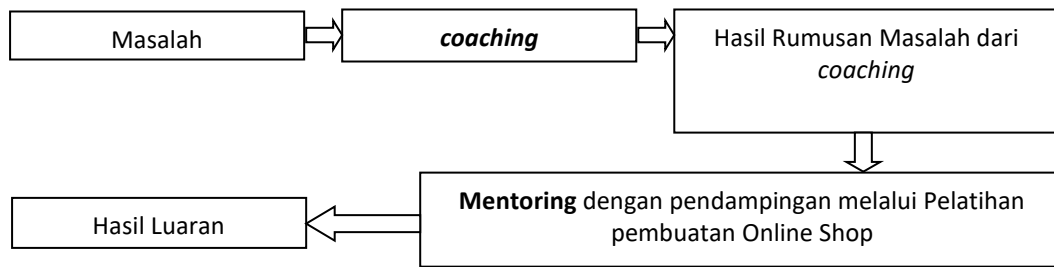 Masalah
coaching
Hasil Rumusan Masalah dari
coaching
Mentoring dengan pendampingan melalui Pelatihan
pembuatan Online Shop
Hasil Luaran